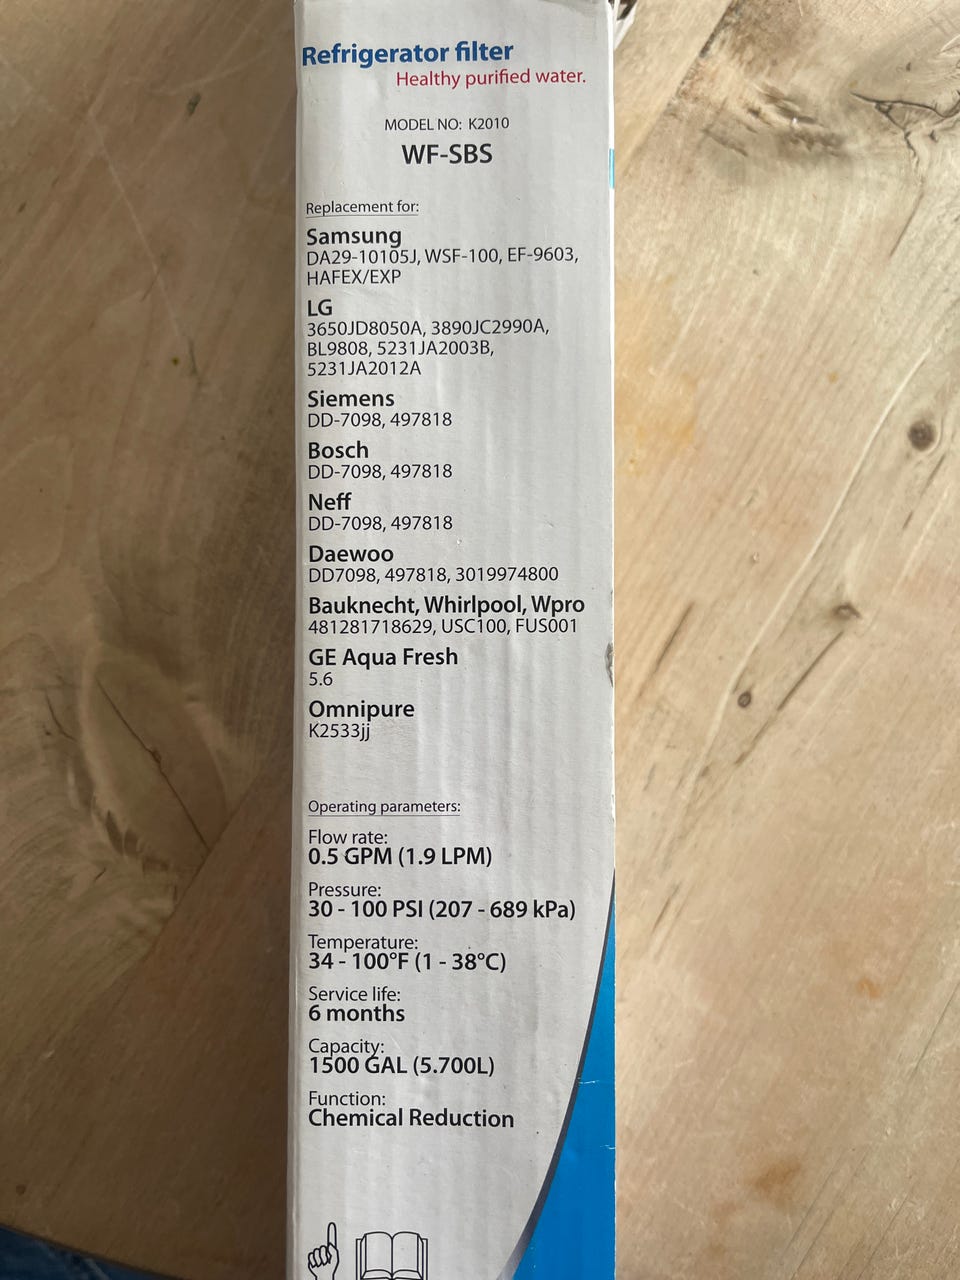 Refrigerator filter
Healthy purified water.
MODEL NO: K2010
WF-SBS
Replacement for:
Samsung
DA29-10105J, WSF-100, EF-9603,
HAFEX/EXP
LG
3650JD8050A, 3890JC2990A,
BL9808, 5231JA2003B,
5231JA2012A
Siemens
DD-7098, 497818
Bosch
DD-7098, 497818
Neff
DD-7098, 497818
Daewoo
DD7098, 497818, 3019974800
Bauknecht, Whirlpool, Wpro
481281718629, USC100, FUS001
GE Aqua Fresh
5.6
Omnipure
K2533jj
Operating parameters:
Flow rate:
0.5 GPM (1.9 LPM)
Pressure:
30 - 100 PSI (207 - 689 kPa)
Temperature:
34 - 100°F (1 - 38°C)
Service life:
6 months
Capacity:
1500 GAL (5.700L)
Function:
Chemical Reduction